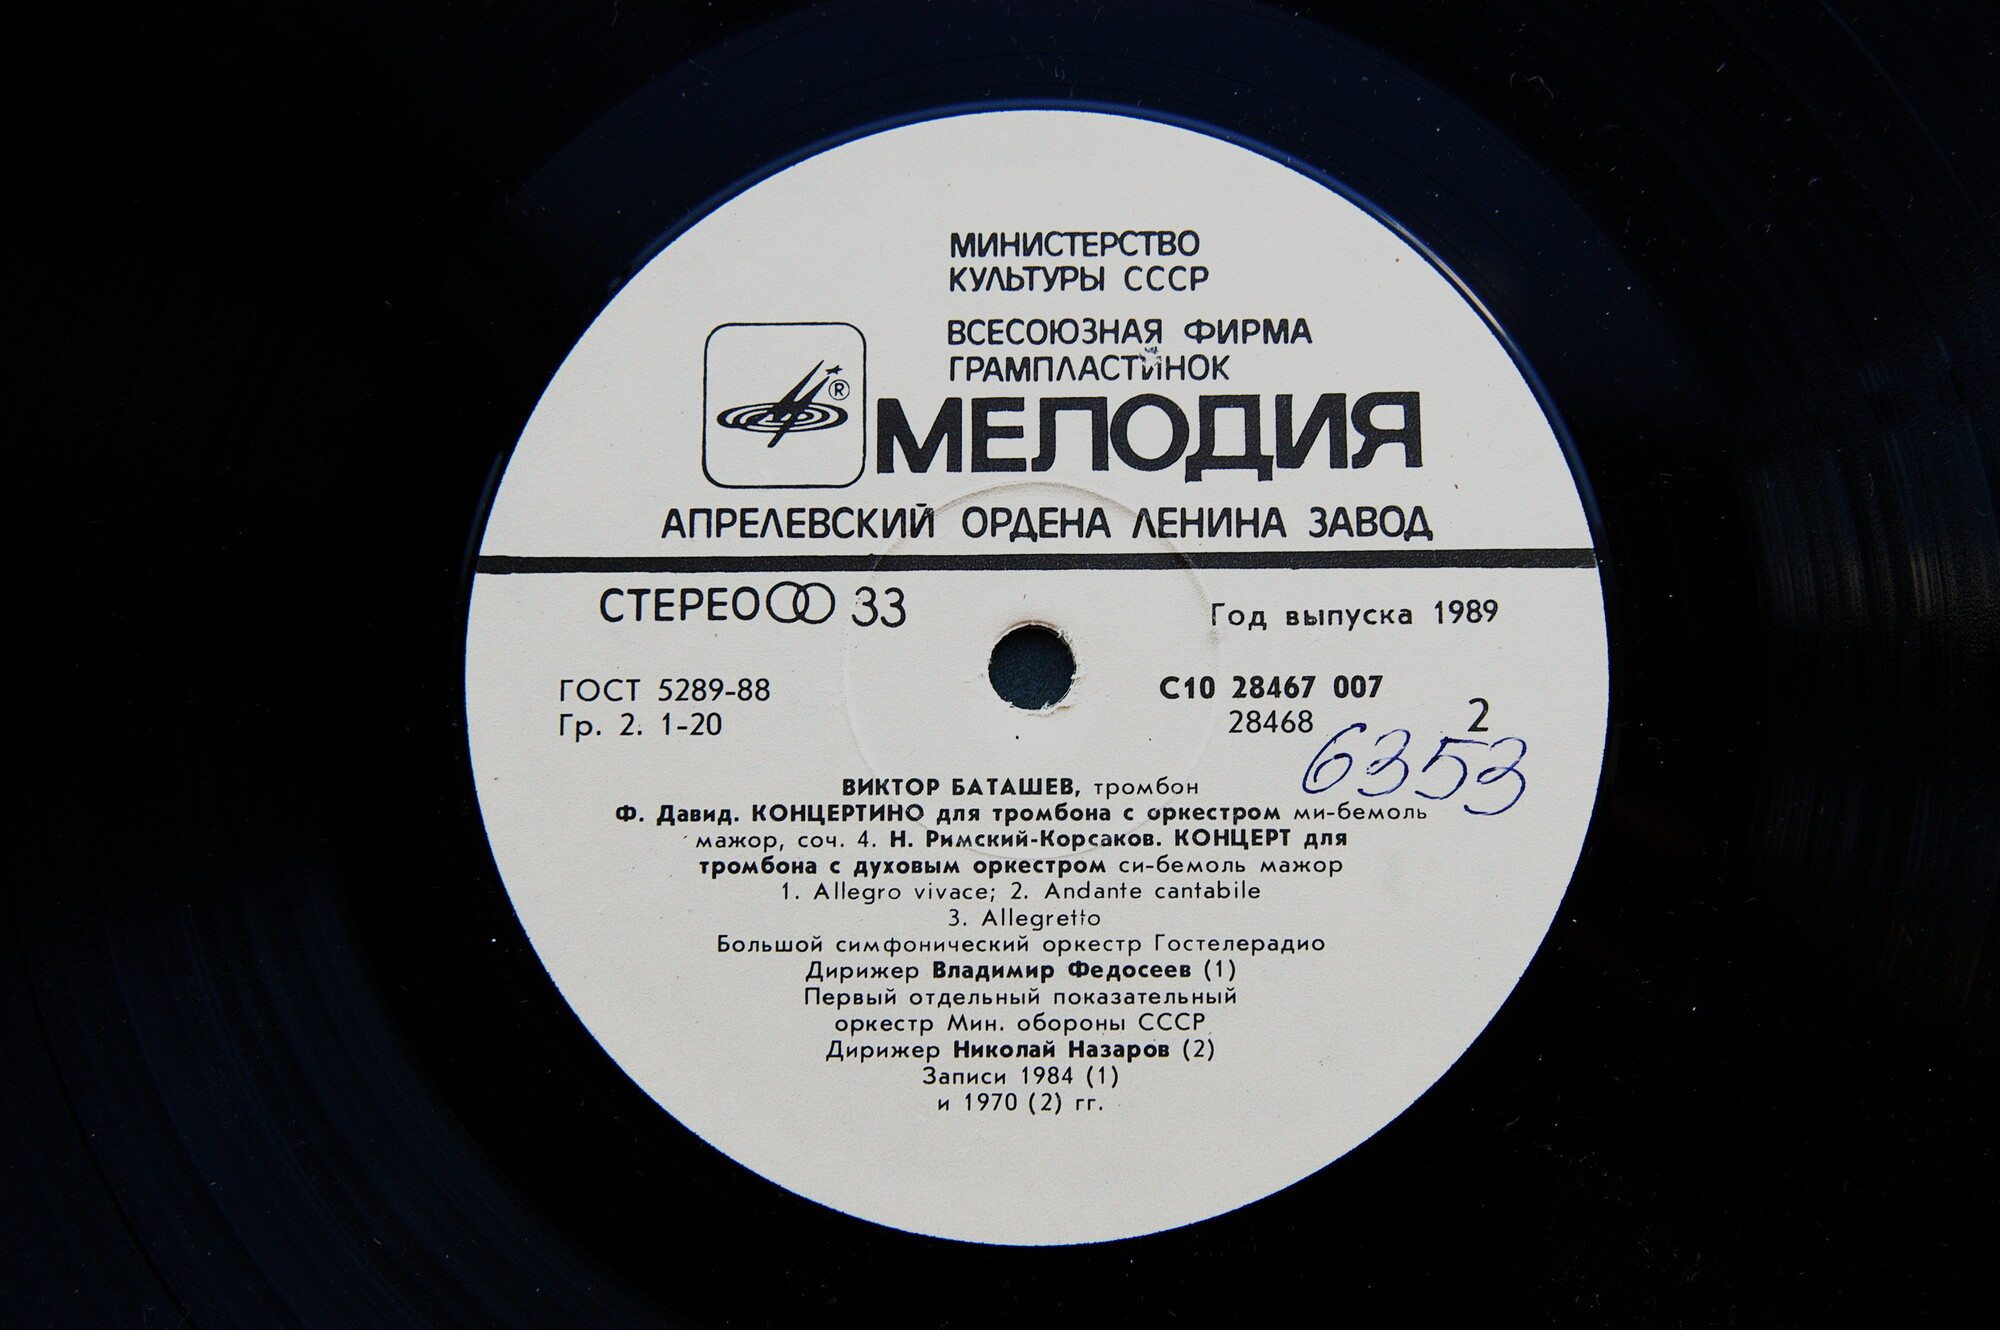 МИНИСТЕРСТВО
КУЛЬТУРЫ СССР
ВСЕСОЮЗНАЯ ФИРМА
ГРАМПЛАСТИНОК
®
МЕЛОДИЯ
АПРЕЛЕВСКИЙ ОРДЕНА ЛЕНИНА ЗАВОД
СТЕРЕО 33
Год выпуска 1989
ГОСТ 5289-88
Гр. 2. 1-20
С10 28467 007
28468
2
6353
ВИКТОР БАТАШЕВ, тромбон
Ф. Давид. КОНЦЕРТИНО для тромбона с оркестром ми-бемоль
мажор, соч. 4. Н. Римский-Корсаков. КОНЦЕРТ для
тромбона с духовым оркестром си-бемоль мажор
1. Allegro vivace; 2. Andante cantabile
3. Allegretto
Большой симфонический оркестр Гостелерадио
Дирижер Владимир Федосеев (1)
Первый отдельный показательный
оркестр Мин. обороны СССР
Дирижер Николай Назаров (2)
Записи 1984 (1)
и 1970 (2) гг.